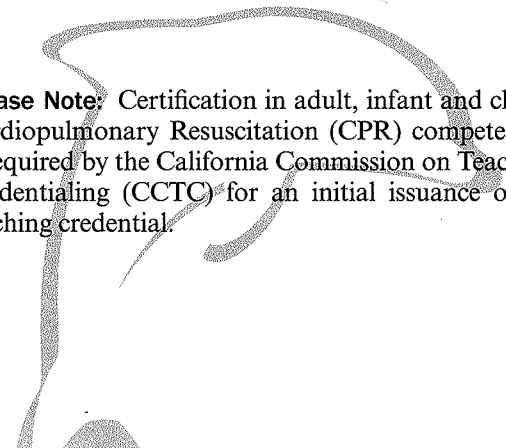 ase Note: Certification in adult, infant and cl
rdiopulmonary Resuscitation (CPR) compete
equired by the California Commission on Teac
dentialing (CCTC) for an initial issuance o
ching credential.